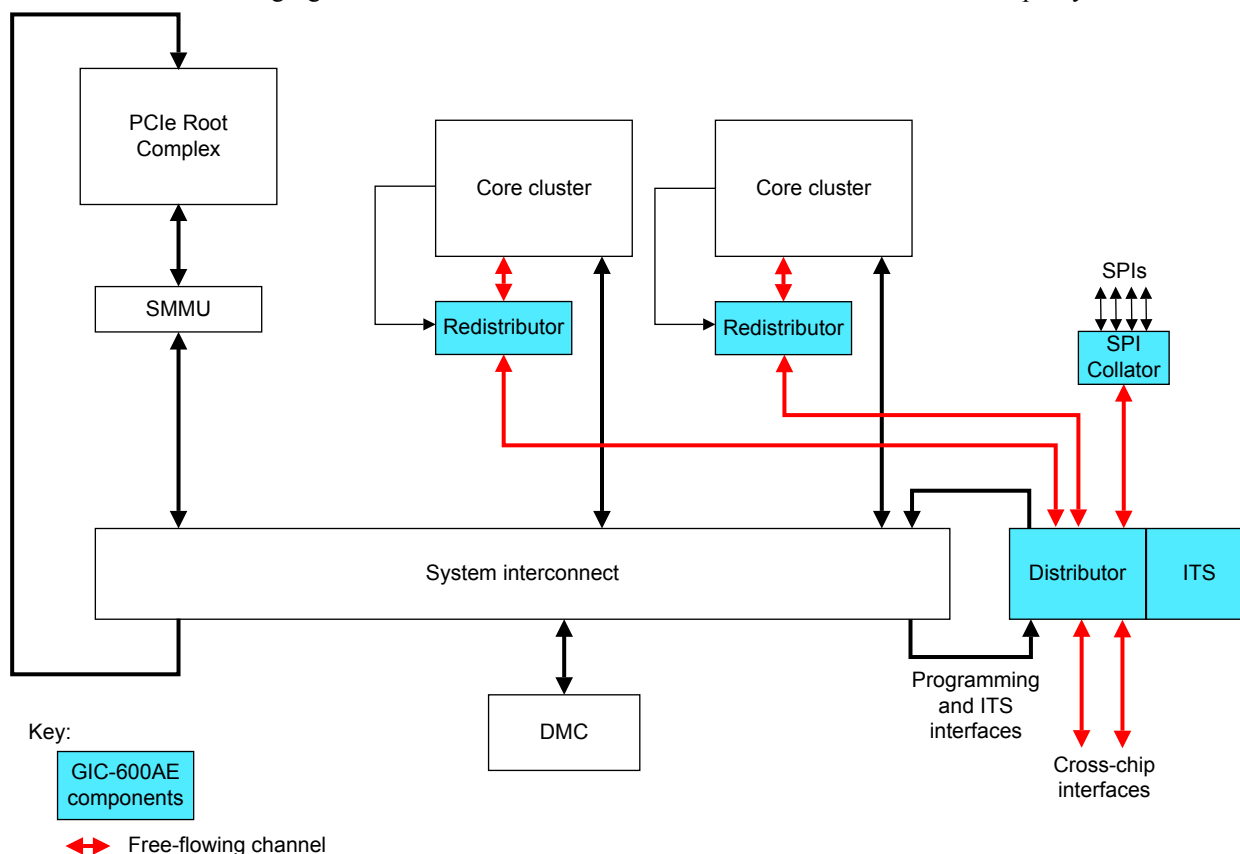 PCIe Root
Complex
Core cluster
Core cluster
SMMU
Redistributor
Redistributor
SPIs
SPI
Collator
System interconnect
Distributor
ITS
DMC
Programming
and ITS
interfaces
Cross-chip
interfaces
Key:
GIC-600AE
components
Free-flowing channel